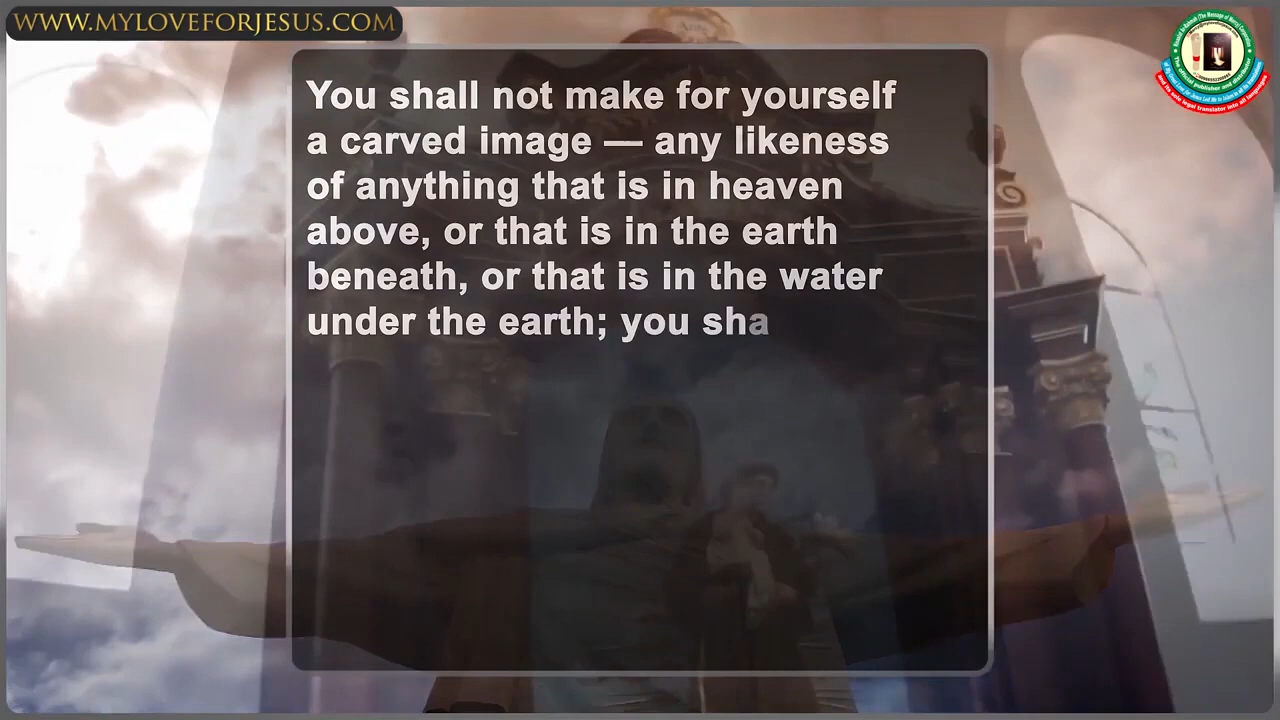 WWW.MYLOVEFORJESUS.COM
You shall not make for yourself
a carved image — any likeness
of anything that is in heaven
above, or that is in the earth
beneath, or that is in the water
under the earth; you sha